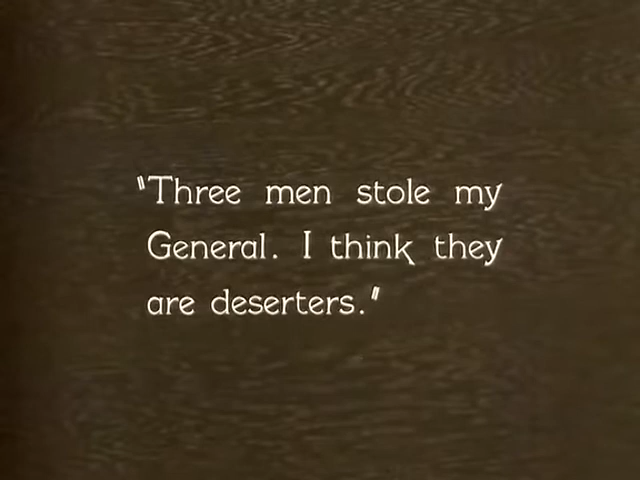 "Three men stole my
General. I think they
are deserters."